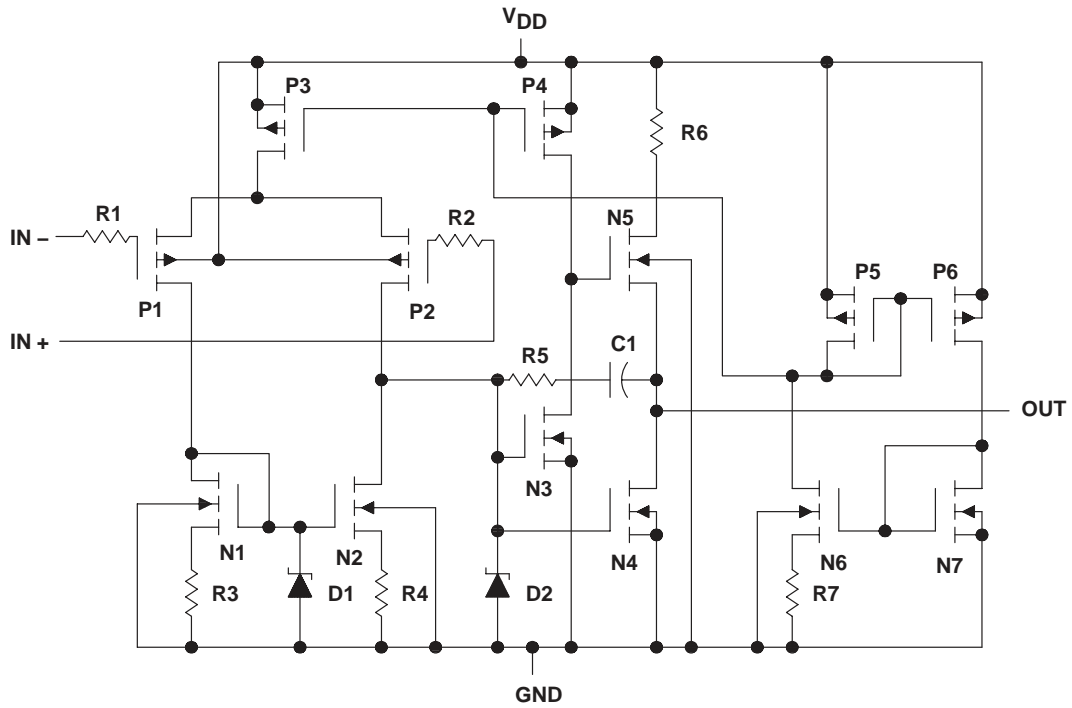 VDD
P3
P4
R6
R1
R2
N5
IN –
P5
P6
P1
P2
IN +
R5
C1
OUT
N3
N1
N2
N4
N6
N7
R3
D1
R4
D2
R7
GND